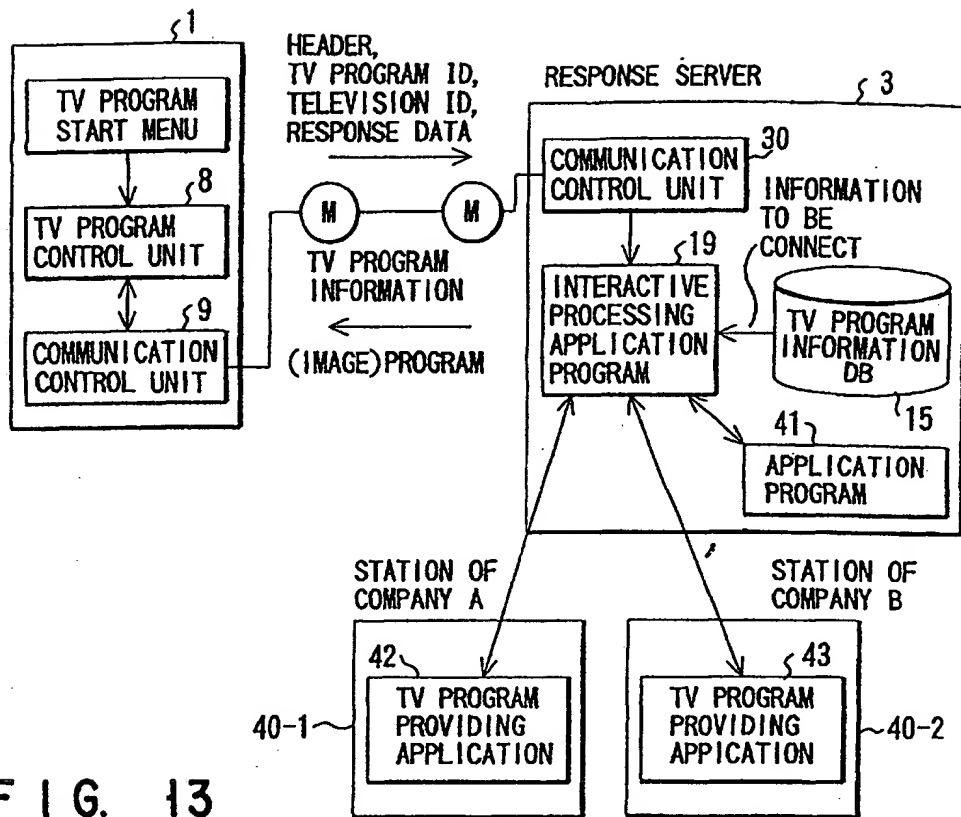 1
TV PROGRAM
START MENU
8
TV PROGRAM
CONTROL UNIT
9
COMMUNICATION
CONTROL UNIT
HEADER,
TV PROGRAM ID,
TELEVISION ID,
RESPONSE DATA
M
M
TV PROGRAM
INFORMATION
(IMAGE)PROGRAM
RESPONSE SERVER
3
COMMUNICATION
CONTROL UNIT
30
INFORMATION
TO BE
CONNECT
19
INTERACTIVE
PROCESSING
APPLICATION
PROGRAM
TV PROGRAM
INFORMATION
DB
15
41
APPLICATION
PROGRAM
STATION OF
COMPANY A
42
TV PROGRAM
PROVIDING
APPLICATION
40-1
STATION OF
COMPANY B
43
TV PROGRAM
PROVIDING
APPICATION
40-2
FIG. 13